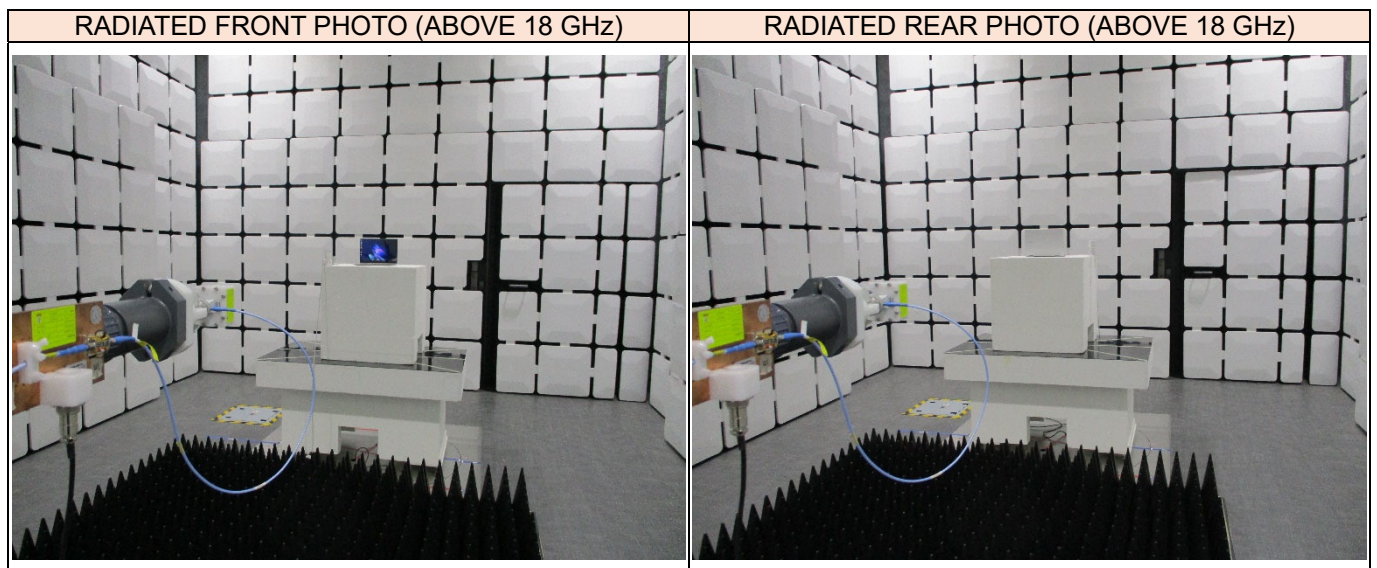 RADIATED FRONT PHOTO (ABOVE 18 GHz)
RADIATED REAR PHOTO (ABOVE 18 GHz)